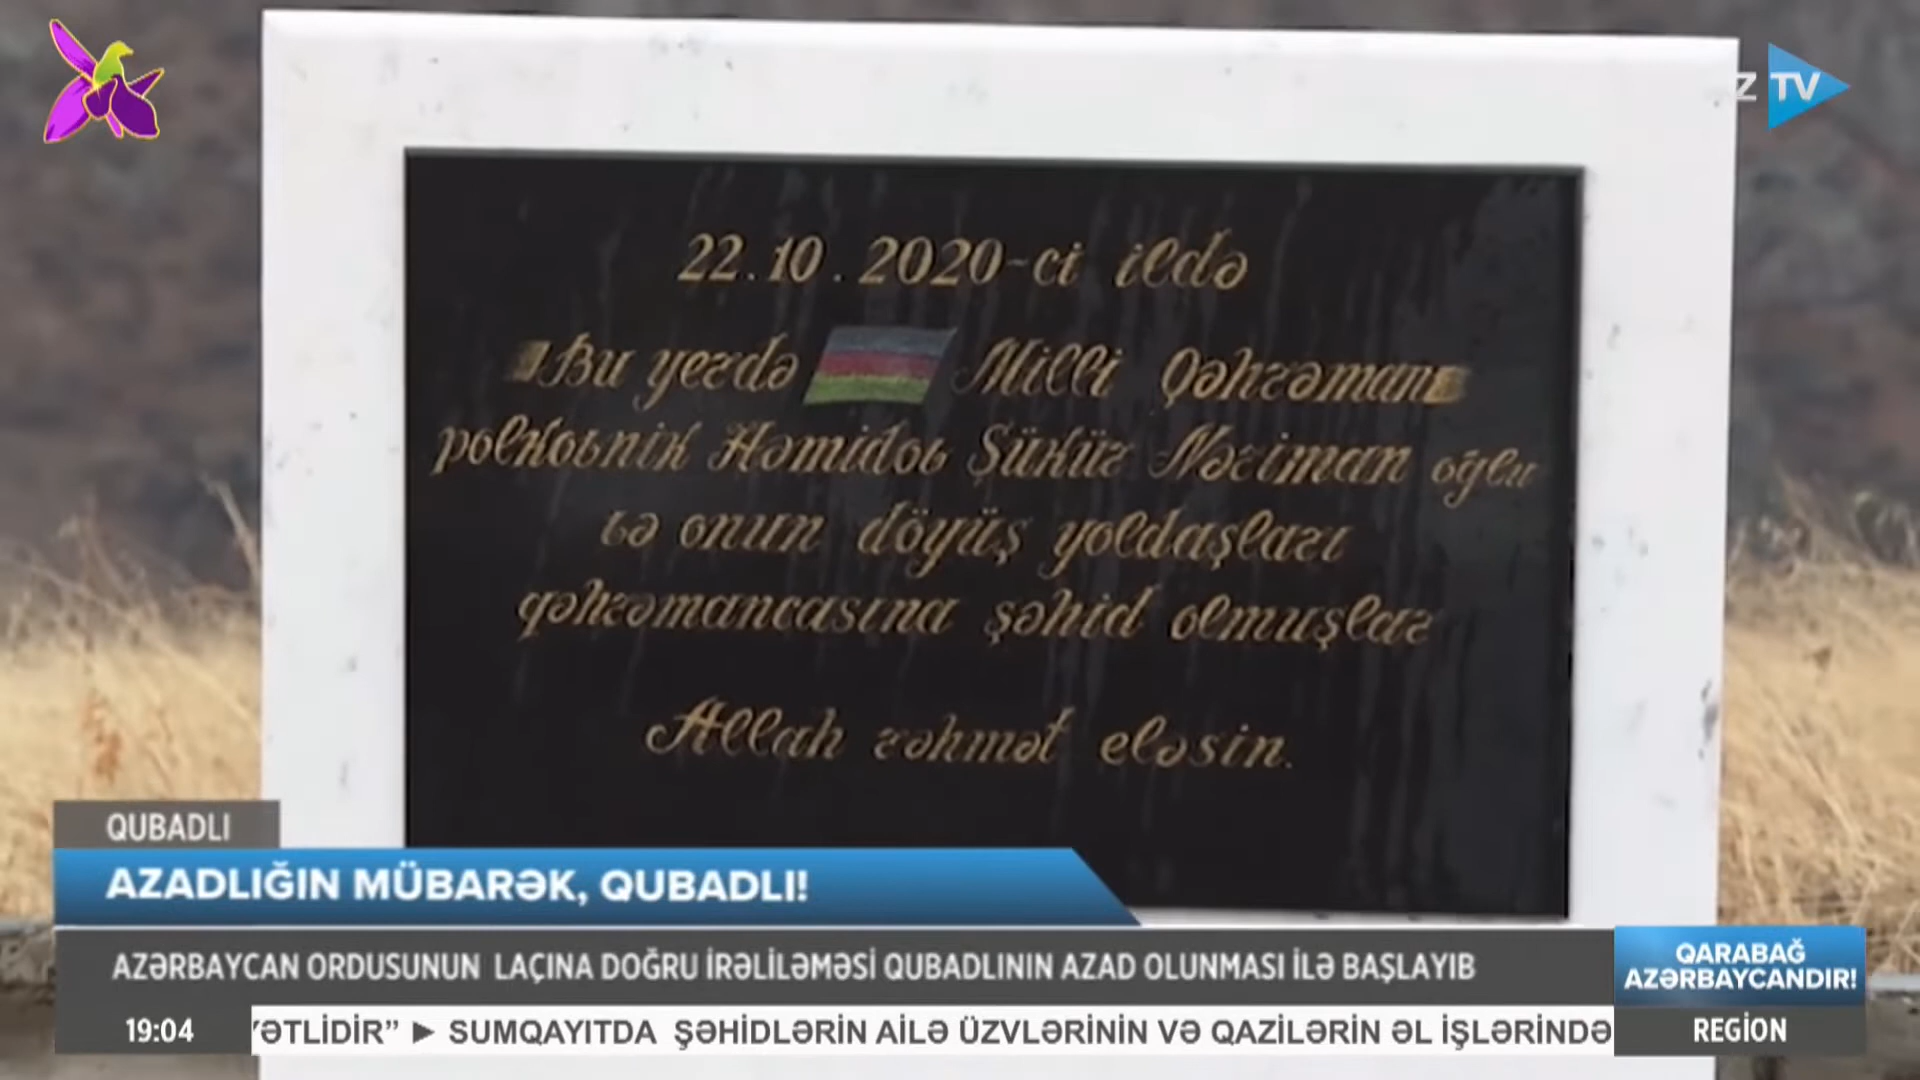 Z TV
22.10.2020-ci ildə
Bu yerdə Milli Qəhrəman
polkovnik Həmidov Şükür Nəriman oğlu
və onun döyüş yoldaşları
qəhrəmancasına şəhid olmuşlar
Allah rəhmət eləsin.
QUBADLI
AZADLIĞIN MÜBARƏK, QUBADLI!
AZƏRBAYCAN ORDUSUNUN LAÇINA DOĞRU İRƏLİLƏMƏSİ QUBADLININ AZAD OLUNMASI İLƏ BAŞLAYIB
QARABAĞ
AZƏRBAYCANDIR!
19:04 YƏTLİDİR” ► SUMQAYITDA ŞƏHİDLƏRİN AİLƏ ÜZVLƏRİNİN VƏ QAZİLƏRİN ƏL İŞLƏRİNDƏ
REGİON